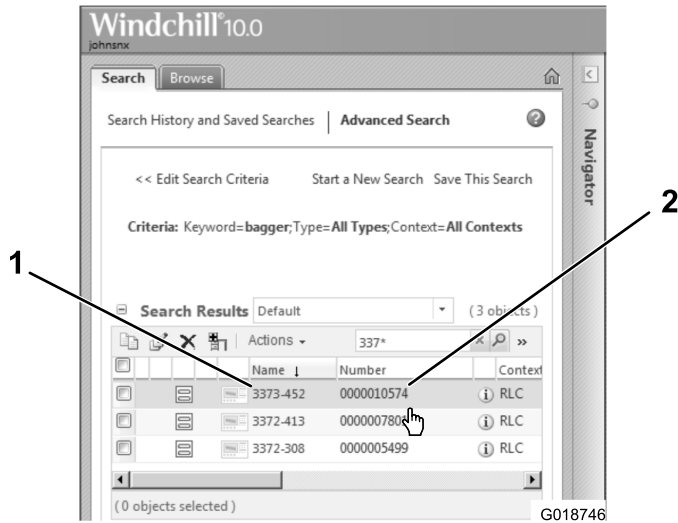 Windchill®10.0
johnsnx
Search Browse
Search History and Saved Searches | Advanced Search
Navigator
<< Edit Search Criteria Start a New Search Save This Search
2
Criteria: Keyword=bagger;Type=All Types;Context=All Contexts
1
Search Results Default (3 objects)
Actions 337* »
Name ↓ Number Context
3373-452 0000010574 RLC
3372-413 000000780 RLC
3372-308 0000005499 RLC
(0 objects selected)
G018746